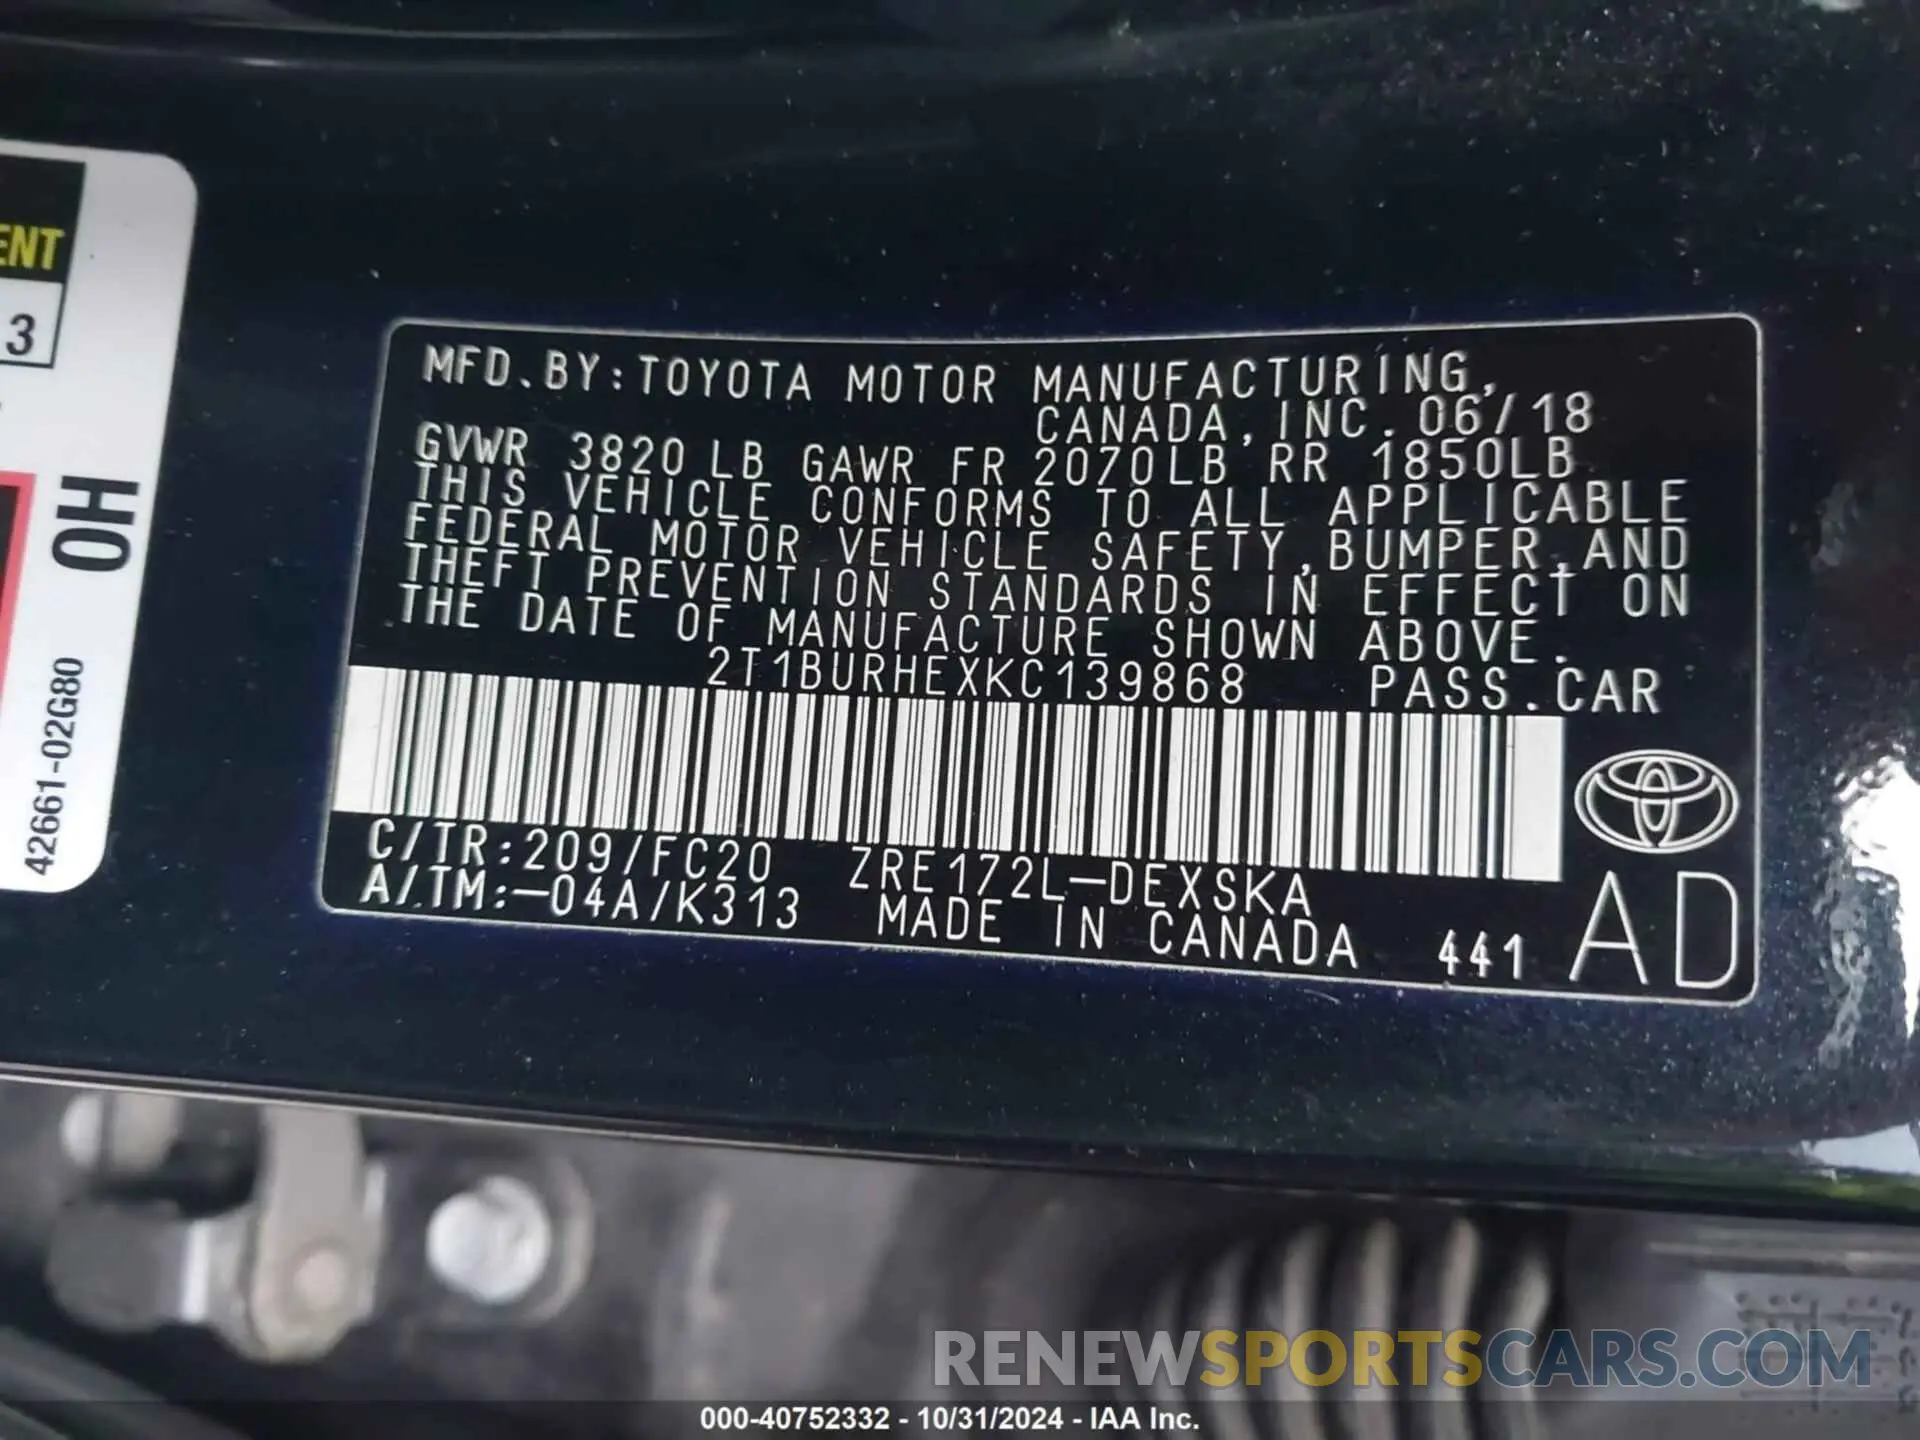 ENT
3
0H
42661-02G80
MFD.BY:TOYOTA MOTOR MANUFACTURING,
CANADA,INC.06/18
GVWR 3820 LB GAWR FR 2070LB RR 1850LB
THIS VEHICLE CONFORMS TO ALL APPLICABLE
FEDERAL MOTOR VEHICLE SAFETY,BUMPER,AND
THEFT PREVENTION STANDARDS IN EFFECT ON
THE DATE OF MANUFACTURE SHOWN ABOVE.
2T1BURHEXKC139868 PASS.CAR
C/TR:209/FC20 ZRE172L-DEXSKA
A/TM:-04A/K313 MADE IN CANADA 441 AD
RENEWSPORTSCARS.COM
000-40752332 - 10/31/2024 - IAA Inc.